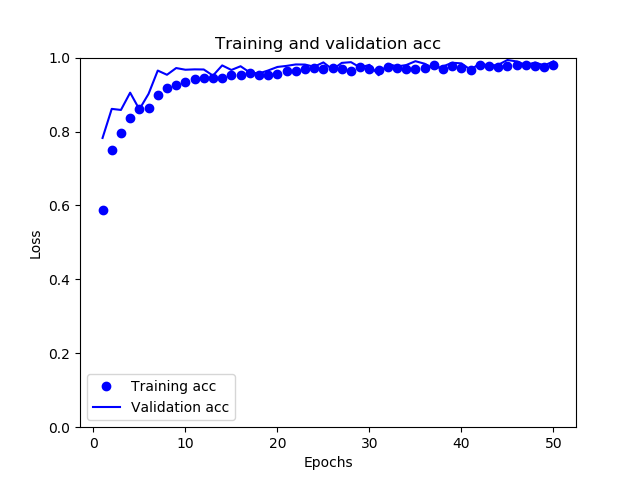 Training and validation acc
1.0
0.8
0.6
0.4
0.2
0.0
Loss
Training acc
Validation acc
0 10 20 30 40 50
Epochs